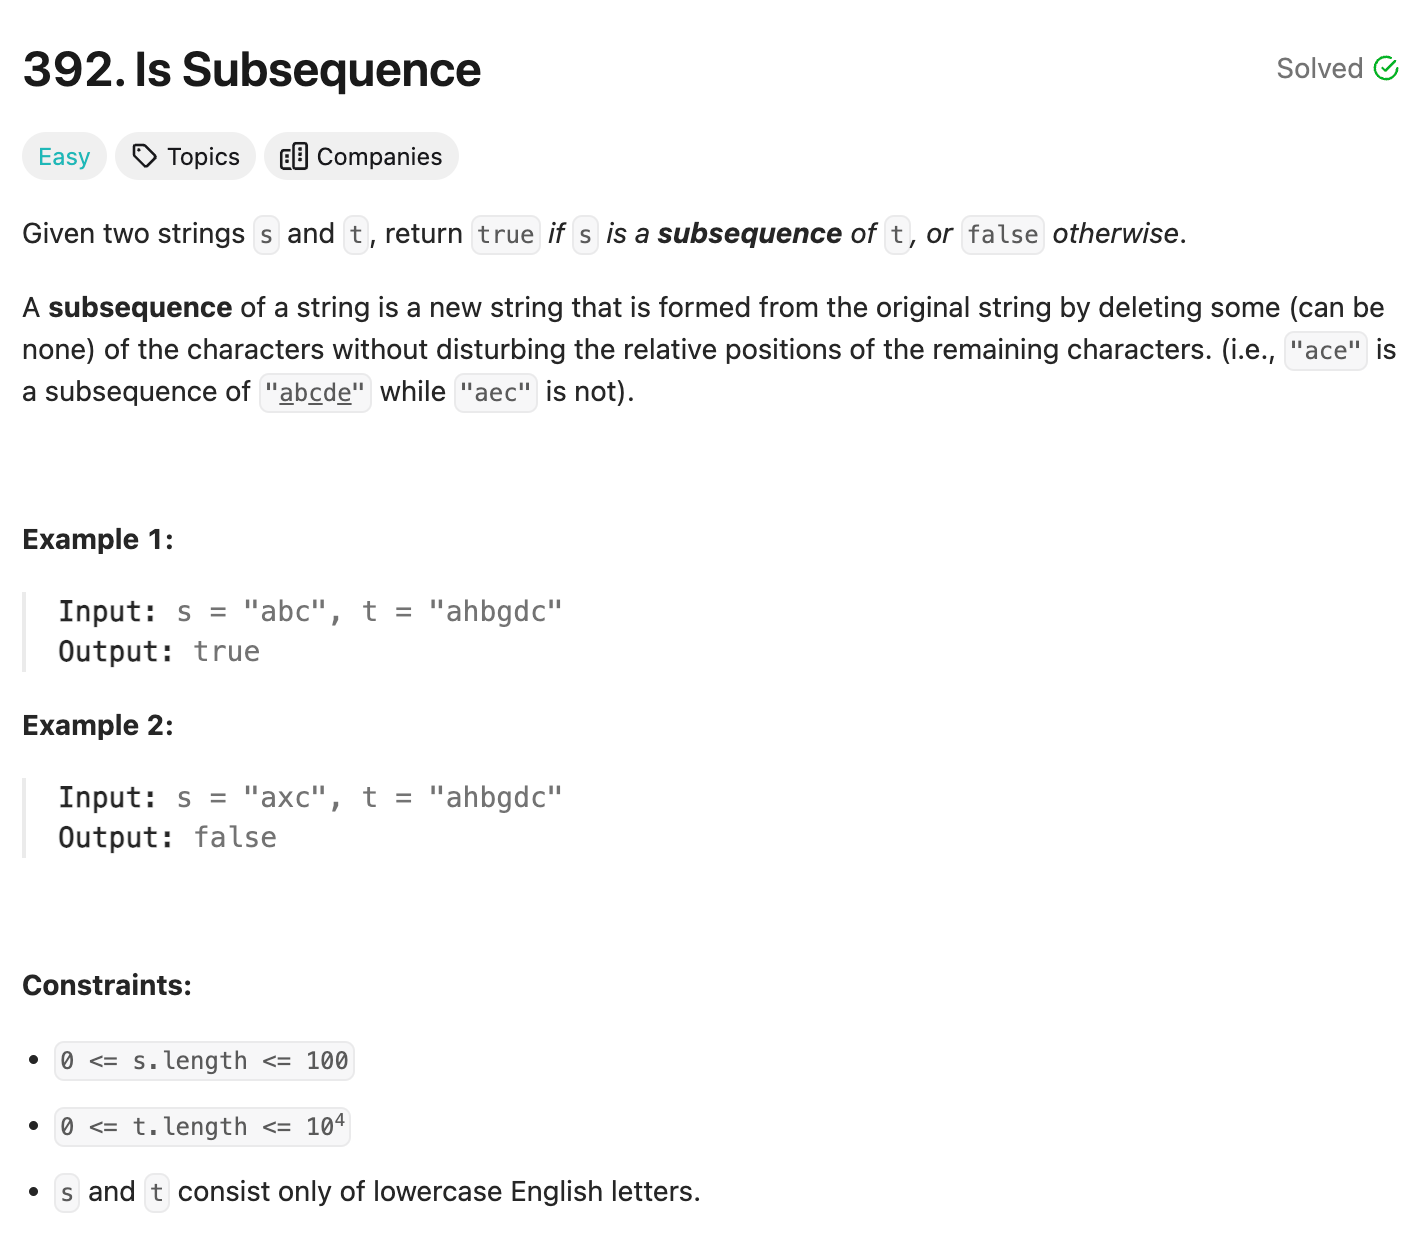 392. Is Subsequence
Solved
Easy
Topics
Companies
Given two strings s and t, return true if s is a subsequence of t, or false otherwise.
A subsequence of a string is a new string that is formed from the original string by deleting some (can be
none) of the characters without disturbing the relative positions of the remaining characters. (i.e., "ace" is
a subsequence of "abcde" while "aec" is not).
Example 1:
Input: s = "abc", t = "ahbgdc"
Output: true
Example 2:
Input: s = "axc", t = "ahbgdc"
Output: false
Constraints:
• 0 <= s.length <= 100
• 0 <= t.length <= 10⁴
• s and t consist only of lowercase English letters.